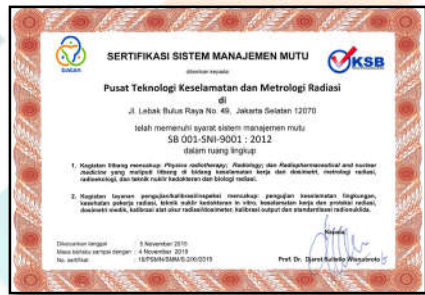 SERTIFIKASI SISTEM MANAJEMEN MUTU
batan
KSB
diberikan kepada:
Pusat Teknologi Keselamatan dan Metrologi Radiasi
di
Jl. Lebak Bulus Raya No. 49, Jakarta Selatan 12070
telah memenuhi syarat sistem manajemen mutu
SB 001-SNI-9001 : 2012
dalam ruang lingkup
1. Kegiatan litbang mencakup: Physics radiotherapy; Radiology; dan Radiopharmaceutical and nuclear
medicine yang meliputi litbang di bidang keselamatan kerja dan dosimetri, metrologi radiasi,
radioekologi, dan teknik nuklir kedokteran dan biologi radiasi.
2. Kegiatan layanan pengujian/kalibrasi/inspeksi mencakup: pengujian keselamatan lingkungan,
kesehatan pekerja radiasi, teknik nuklir kedokteran in vitro, keselamatan kerja dan proteksi radiasi,
dosimetri medik, kalibrasi alat ukur radiasi/dosimeter, kalibrasi output dan standardisasi radionuklida.
Dikeluarkan tanggal : 5 November 2015
Masa berlaku sampai dengan : 4 November 2018
No. sertifikat
Kepala
Prof. Dr. Djarot Sulistio Wisnubroto